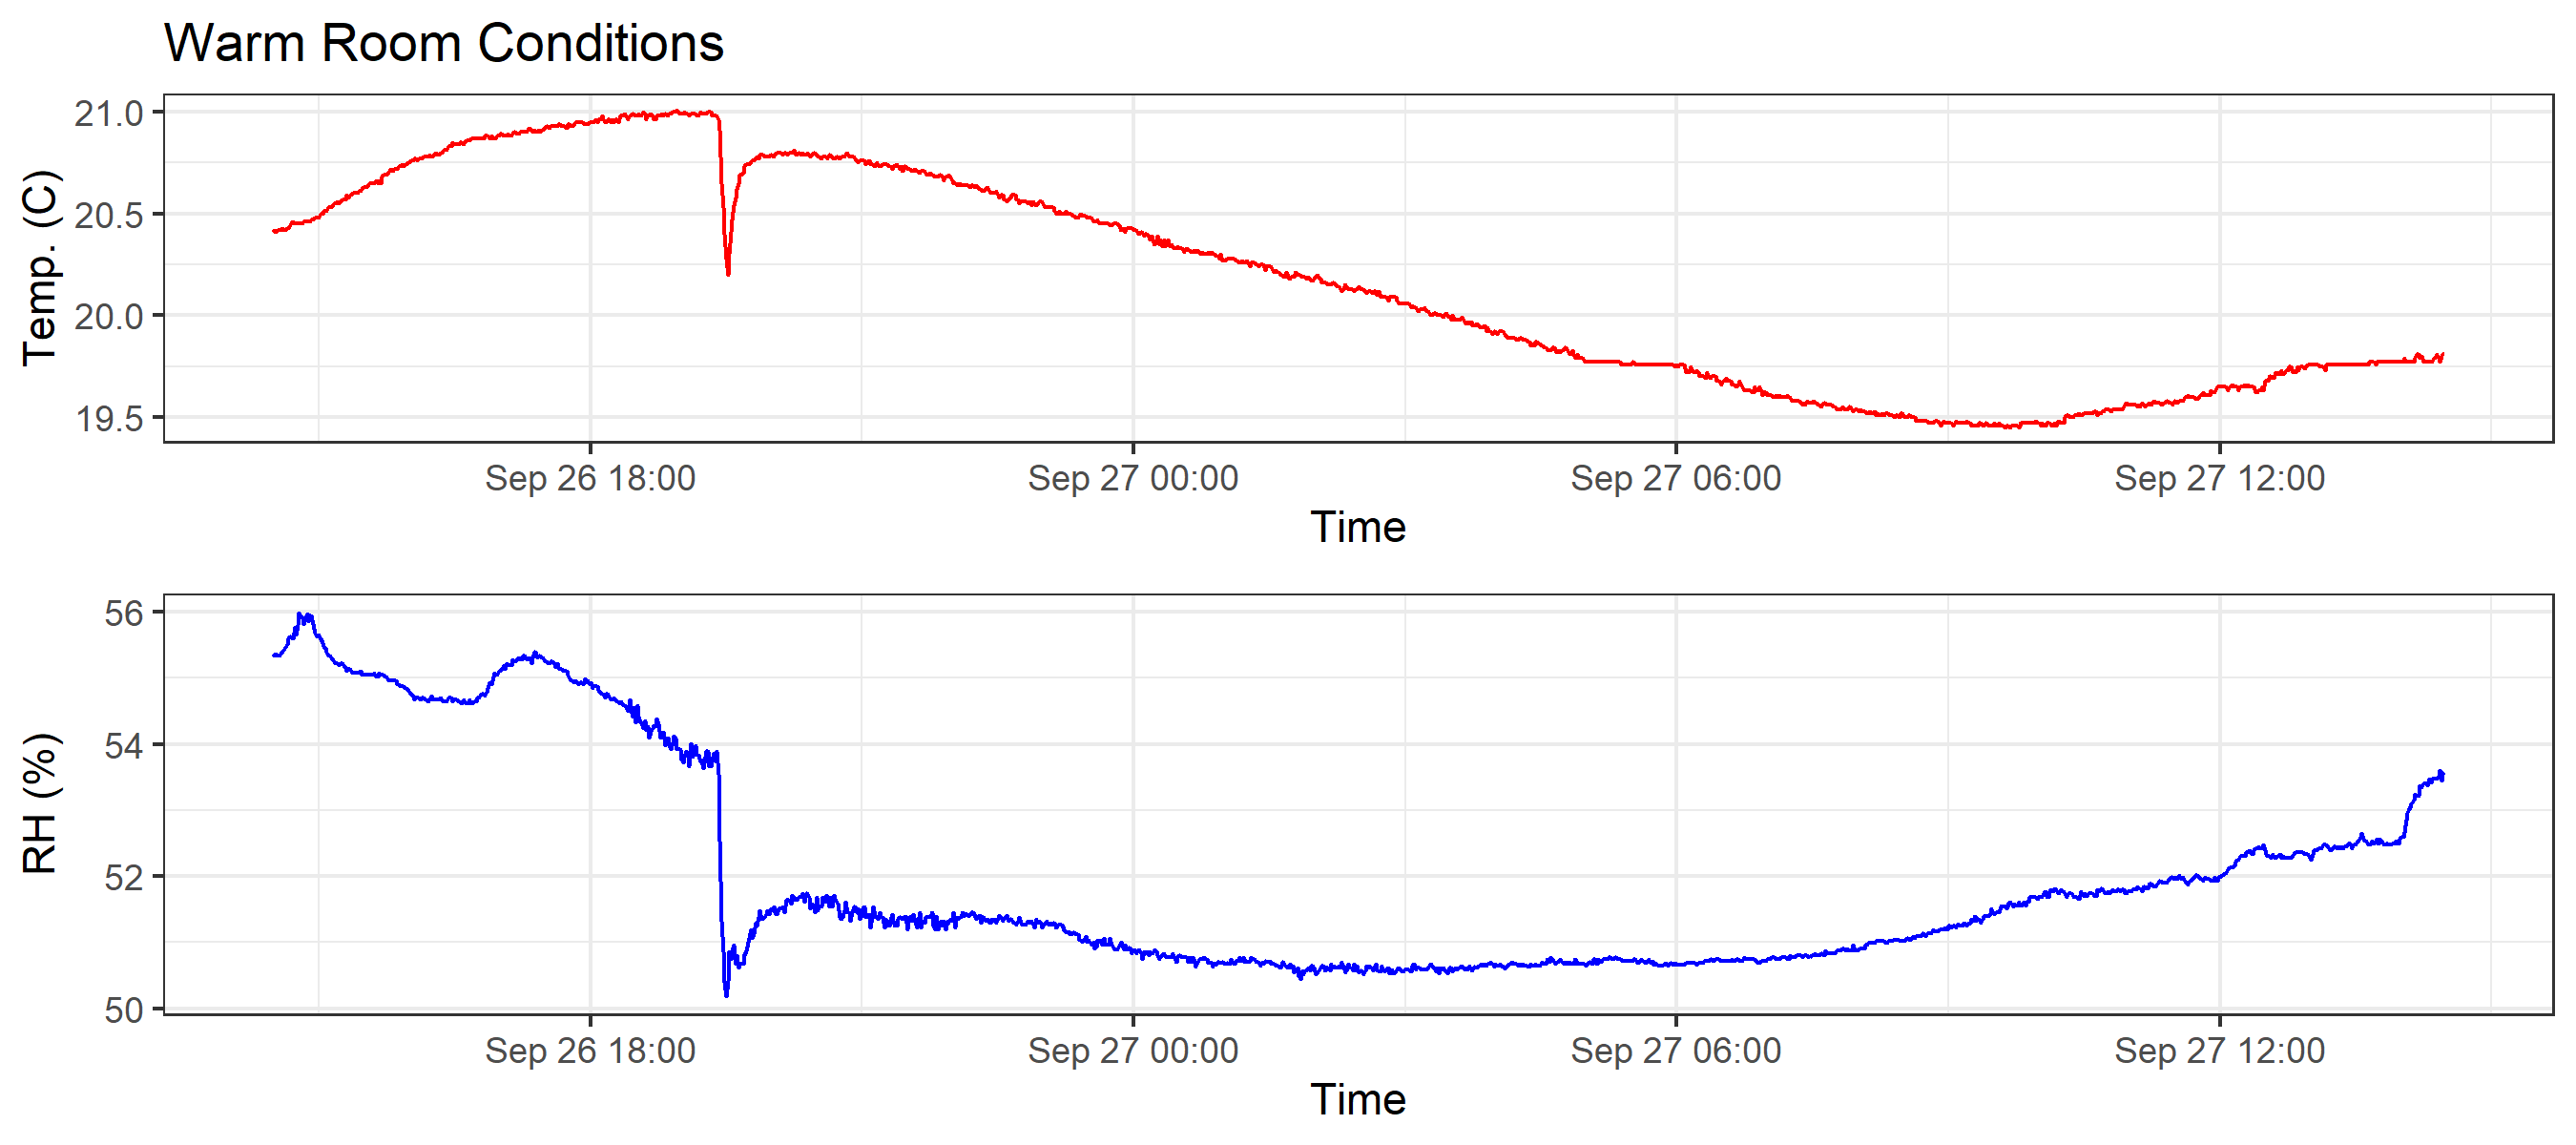 Warm Room Conditions
21.0
20.5
20.0
19.5
Temp. (C)
Sep 26 18:00 Sep 27 00:00 Sep 27 06:00 Sep 27 12:00
Time
56
54
52
50
RH (%)
Sep 26 18:00 Sep 27 00:00 Sep 27 06:00 Sep 27 12:00
Time